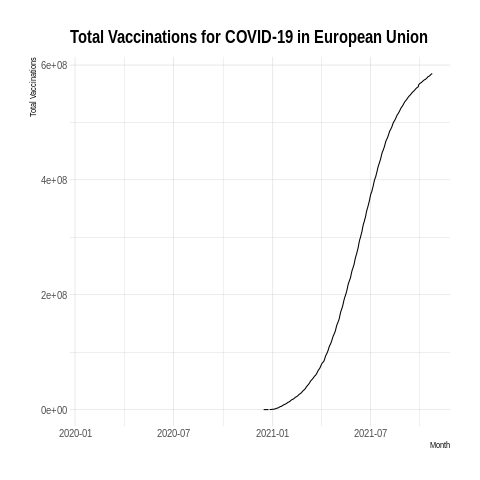 Total Vaccinations for COVID-19 in European Union
Total Vaccinations
6e+08
4e+08
2e+08
0e+00
2020-01 2020-07 2021-01 2021-07
Month